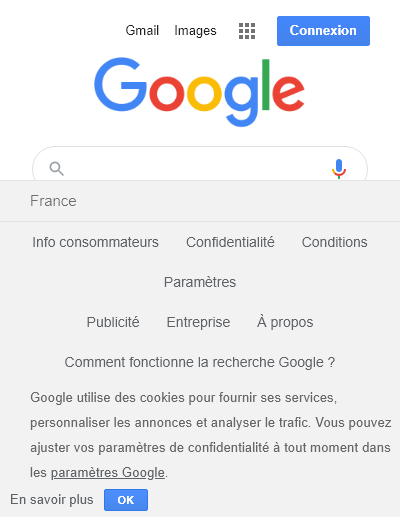 Gmail Images Connexion
Google
France
Info consommateurs Confidentialité Conditions
Paramètres
Publicité Entreprise À propos
Comment fonctionne la recherche Google ?
Google utilise des cookies pour fournir ses services,
personnaliser les annonces et analyser le trafic. Vous pouvez
ajuster vos paramètres de confidentialité à tout moment dans
les paramètres Google.
En savoir plus OK